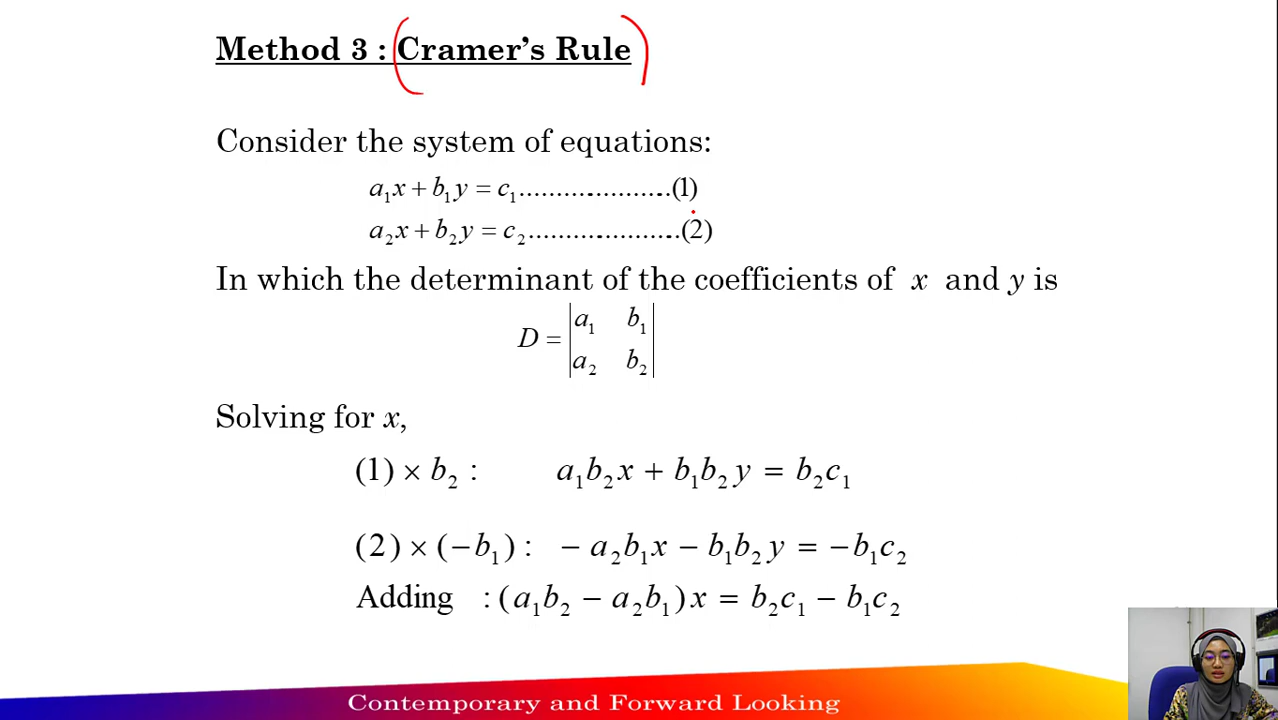 Method 3 : Cramer's Rule
Consider the system of equations:
a₁x + b₁y = c₁.....................(1)
a₂x + b₂y = c₂.....................(2)
In which the determinant of the coefficients of x and y is
D = | a₁ b₁ |
| a₂ b₂ |
Solving for x,
(1) × b₂ : a₁b₂x + b₁b₂y = b₂c₁
(2) × (−b₁) : − a₂b₁x − b₁b₂y = −b₁c₂
Adding : (a₁b₂ − a₂b₁)x = b₂c₁ − b₁c₂
Contemporary and Forward Looking